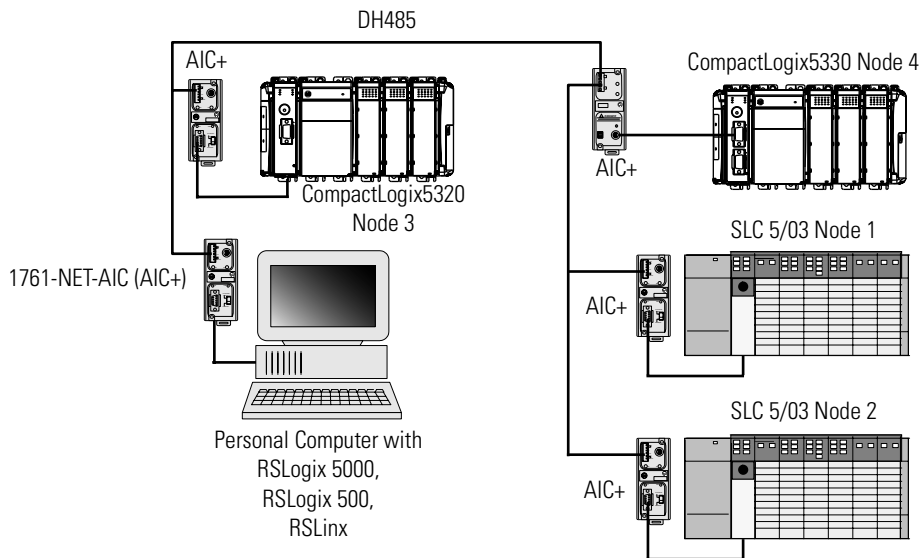 DH485
AIC+
CompactLogix5330 Node 4
AIC+
CompactLogix5320
Node 3
SLC 5/03 Node 1
1761-NET-AIC (AIC+)
AIC+
SLC 5/03 Node 2
Personal Computer with
RSLogix 5000,
RSLogix 500,
RSLinx
AIC+